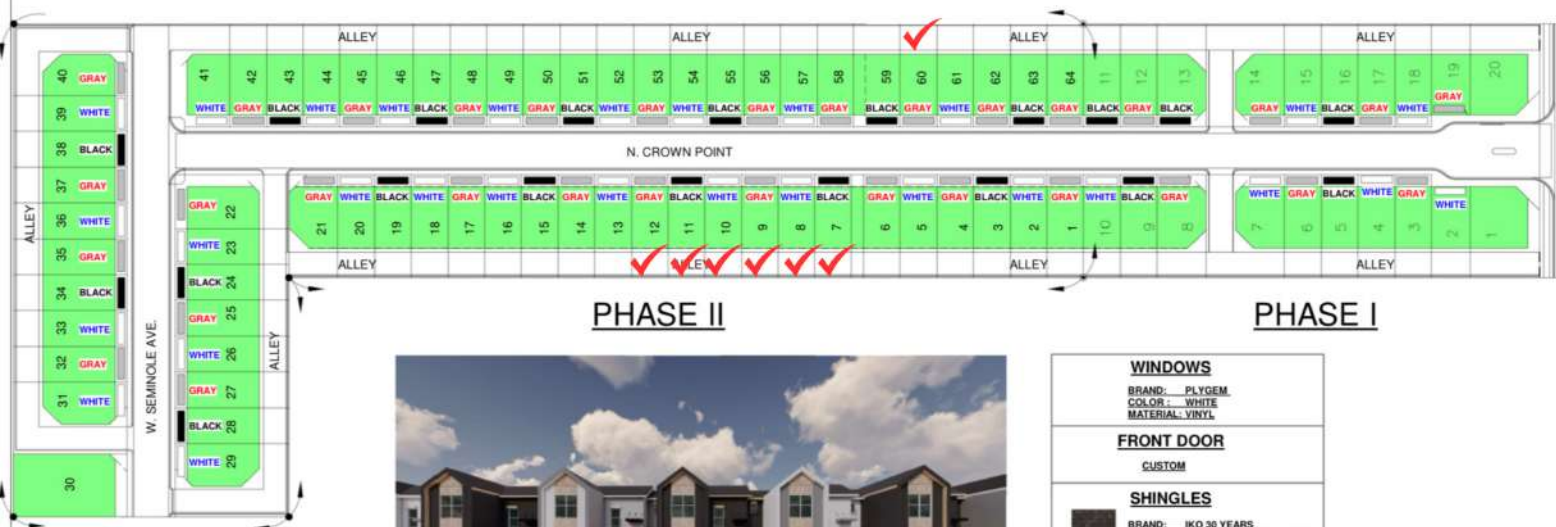 ALLEY ALLEY ALLEY ALLEY
40 GRAY
39 WHITE
38 BLACK
37 GRAY
36 WHITE
35 GRAY
34 BLACK
33 WHITE
32 GRAY
31 WHITE
30
ALLEY
W. SEMINOLE AVE.
41 42 43 44 45 46 47 48 49 50 51 52 53 54 55 56 57 58 59 60 61 62 63 64 11 12 13 14 15 16 17 18 19 20
WHITE GRAY BLACK WHITE GRAY WHITE BLACK GRAY WHITE GRAY BLACK WHITE GRAY WHITE BLACK GRAY WHITE GRAY BLACK GRAY WHITE GRAY BLACK GRAY BLACK GRAY BLACK GRAY WHITE BLACK GRAY WHITE GRAY
N. CROWN POINT
GRAY WHITE BLACK WHITE GRAY WHITE BLACK GRAY WHITE GRAY BLACK WHITE GRAY WHITE BLACK GRAY WHITE GRAY BLACK WHITE GRAY WHITE BLACK GRAY WHITE GRAY BLACK WHITE GRAY WHITE
21 20 19 18 17 16 15 14 13 12 11 10 9 8 7 6 5 4 3 2 1 10 9 8 7 6 5 4 3 2 1
ALLEY ALLEY ALLEY ALLEY
GRAY 22
WHITE 23
BLACK 24
GRAY 25
WHITE 26
GRAY 27
BLACK 28
WHITE 29
ALLEY
PHASE II
PHASE I
WINDOWS
BRAND: PLYGEM
COLOR : WHITE
MATERIAL: VINYL
FRONT DOOR
CUSTOM
SHINGLES
BRAND: IKO 30 YEARS